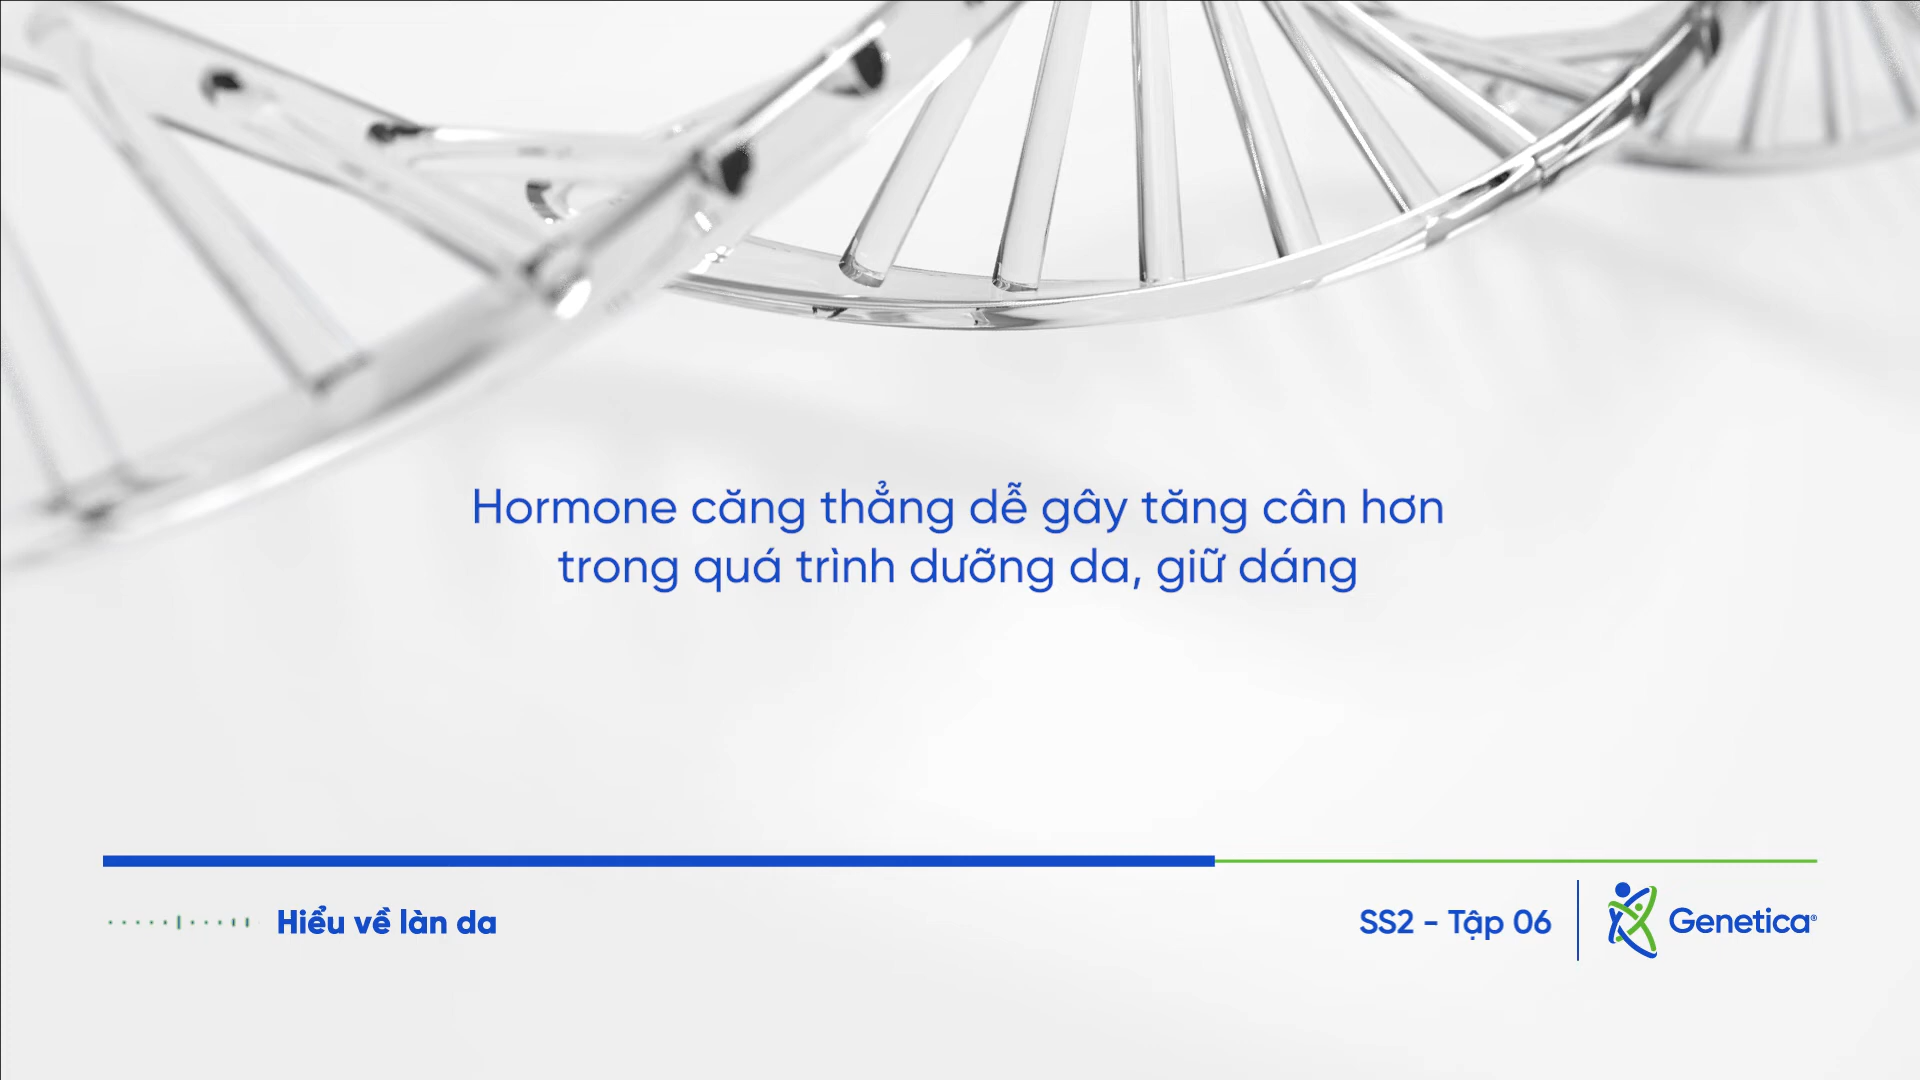 Hormone căng thẳng dễ gây tăng cân hơn
trong quá trình dưỡng da, giữ dáng
Hiểu về làn da
SS2 - Tập 06
Genetica®